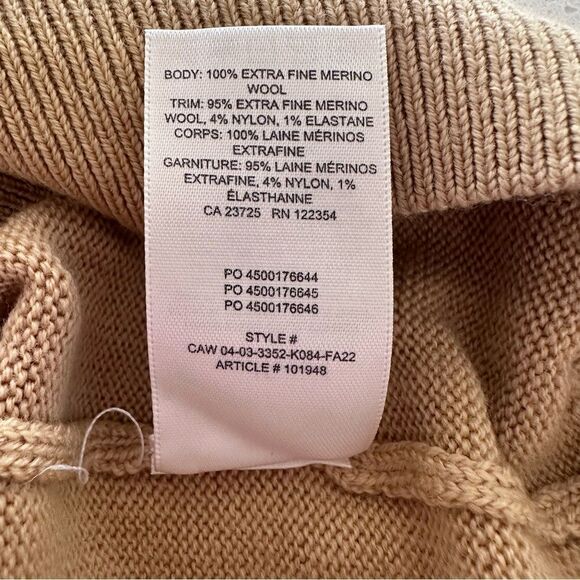 BODY: 100% EXTRA FINE MERINO
WOOL
TRIM: 95% EXTRA FINE MERINO
WOOL, 4% NYLON, 1% ELASTANE
CORPS: 100% LAINE MÉRINOS
EXTRAFINE
GARNITURE: 95% LAINE MÉRINOS
EXTRAFINE, 4% NYLON, 1%
ÉLASTHANNE
CA 23725 RN 122354
PO 4500176644
PO 4500176645
PO 4500176646
STYLE #
CAW 04-03-3352-K084-FA22
ARTICLE # 101948